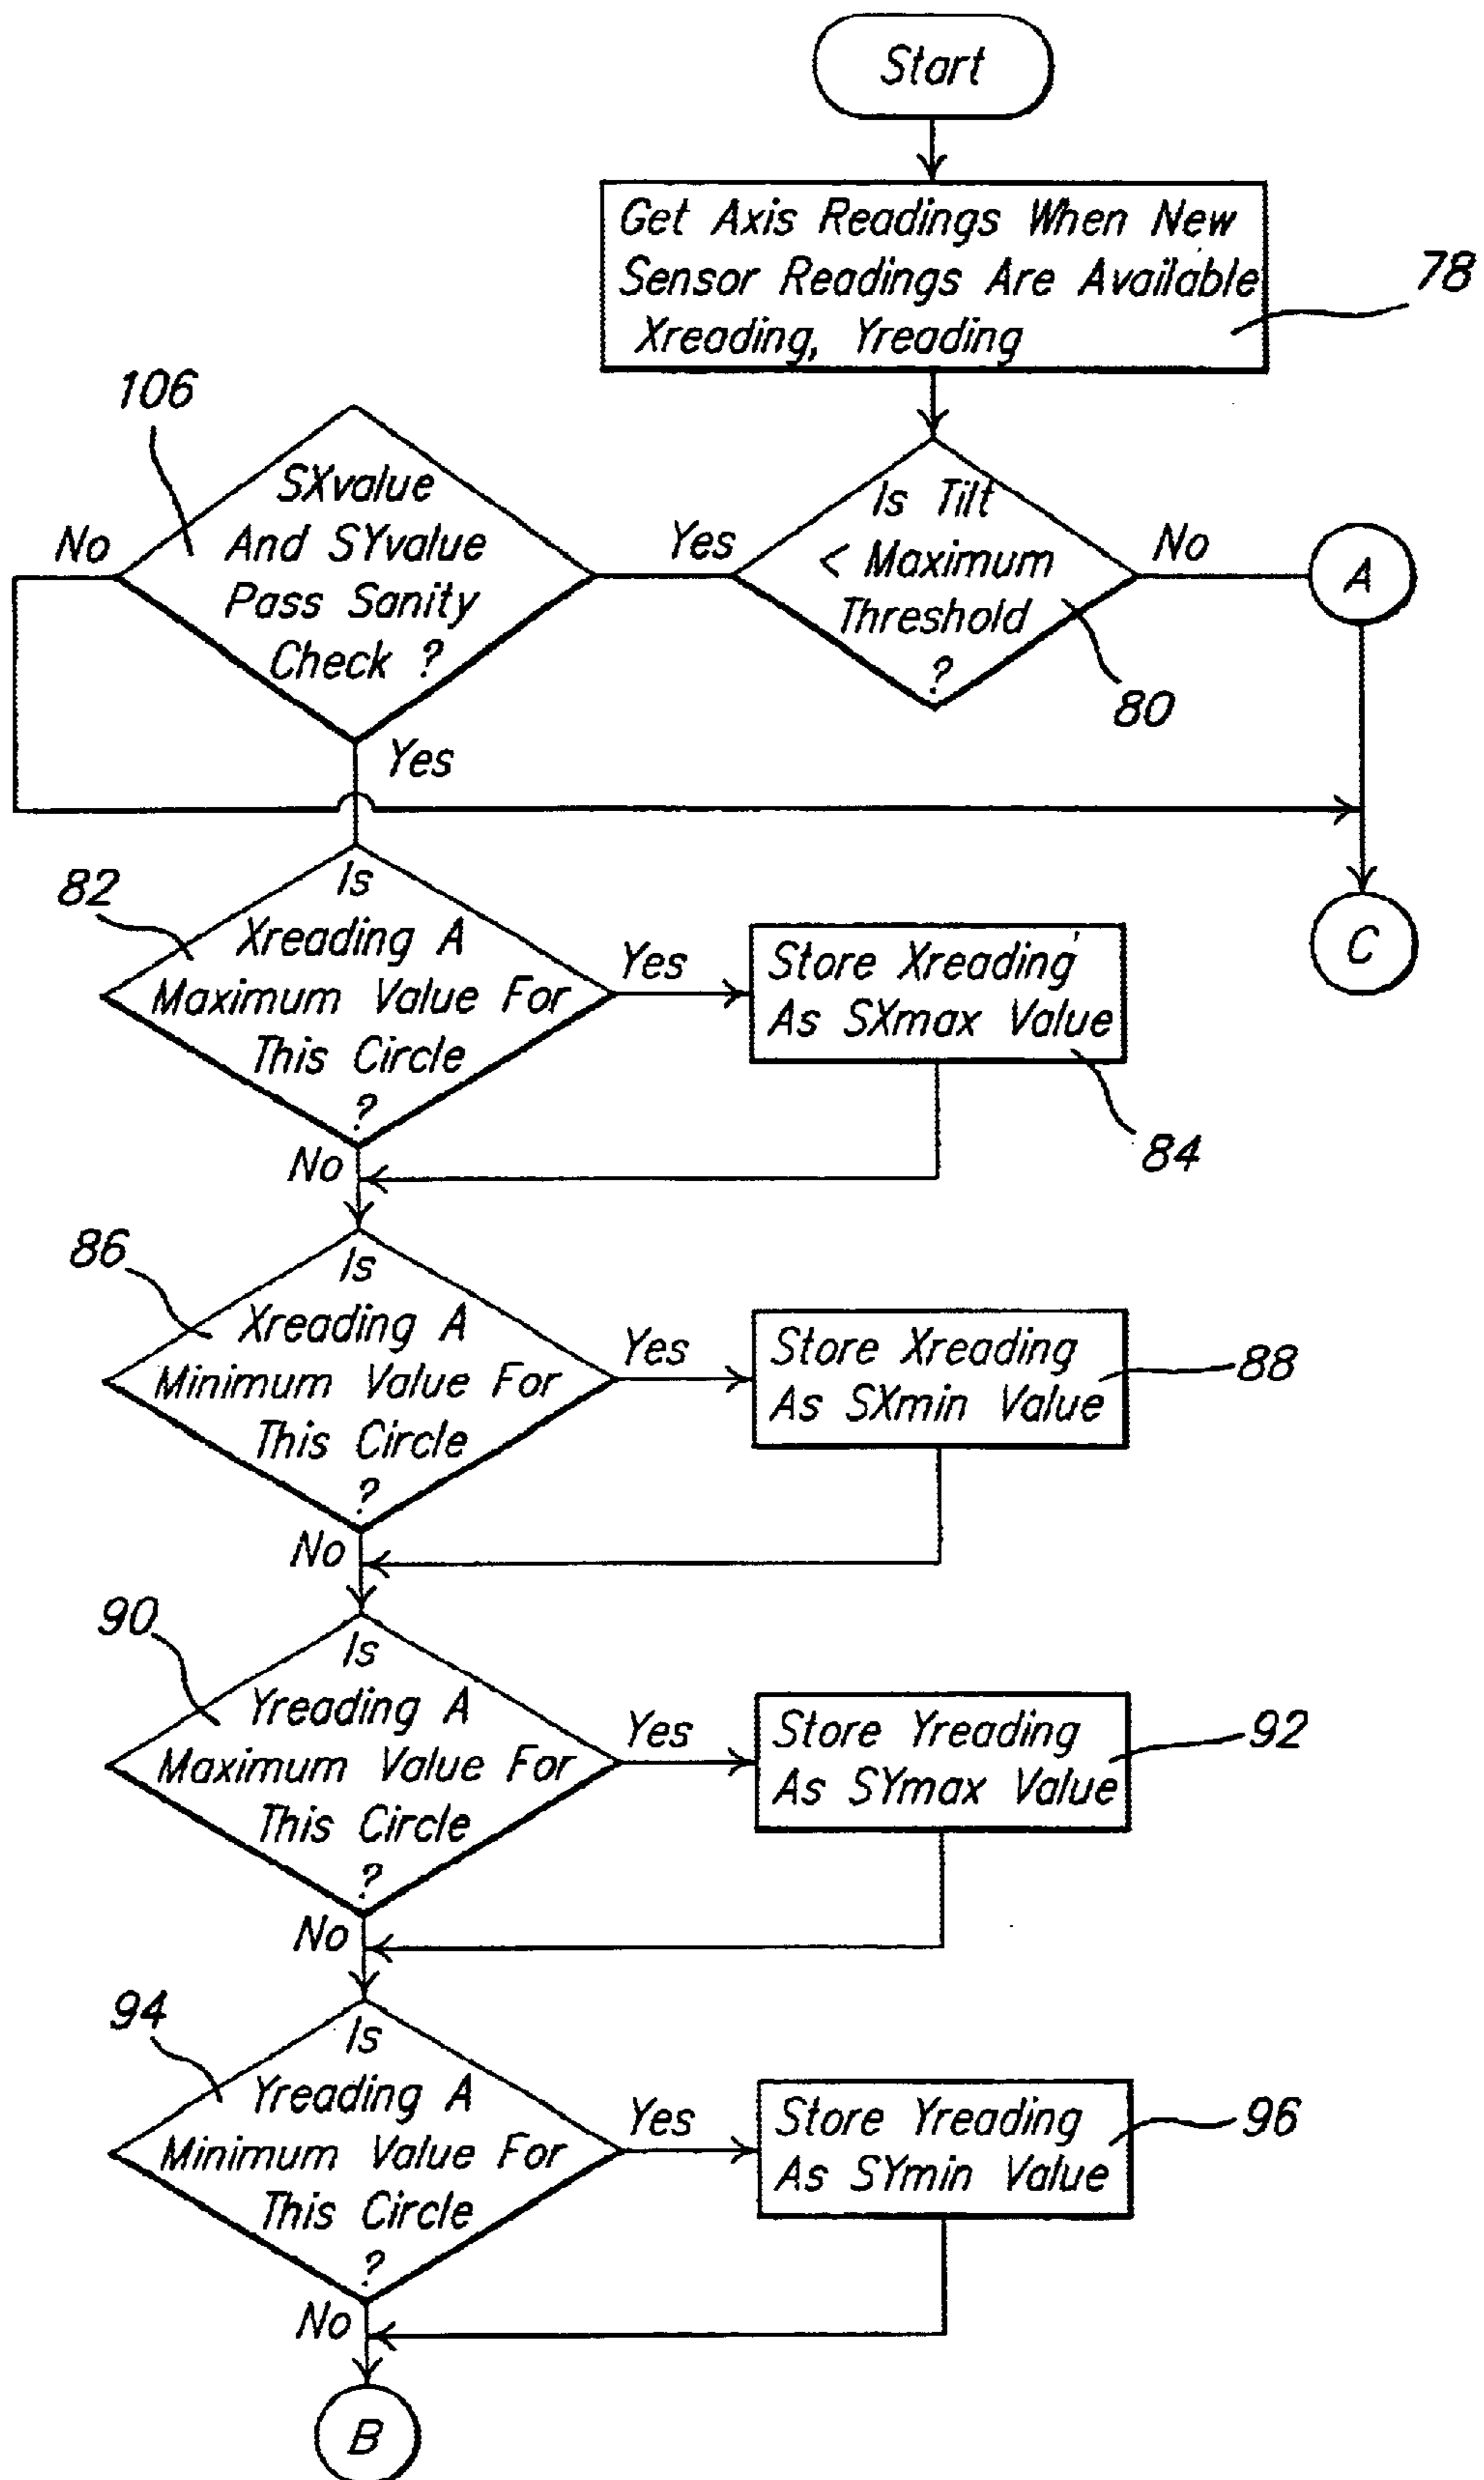 Start
Get Axis Readings When New
Sensor Readings Are Available
Xreading, Yreading
78
106
SXvalue
And SYvalue
Pass Sanity
Check ?
No
Yes
Yes
Is Tilt
< Maximum
Threshold
?
No
80
A
C
82
Is
Xreading A
Maximum Value For
This Circle
?
Yes
No
Store Xreading
As SXmax Value
84
86
Is
Xreading A
Minimum Value For
This Circle
?
Yes
No
Store Xreading
As SXmin Value
88
90
Is
Yreading A
Maximum Value For
This Circle
?
Yes
No
Store Yreading
As SYmax Value
92
94
Is
Yreading A
Minimum Value For
This Circle
?
Yes
No
Store Yreading
As SYmin Value
96
B